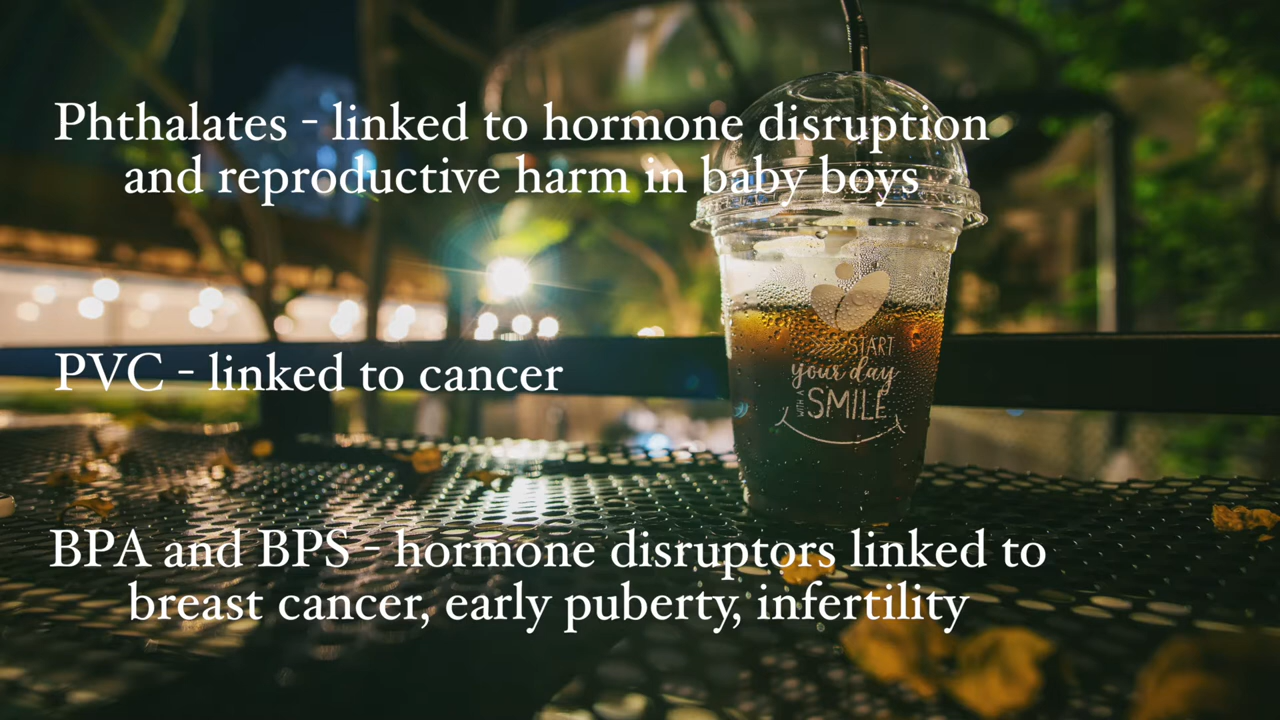 Phthalates - linked to hormone disruption
and reproductive harm in baby boys
PVC - linked to cancer
BPA and BPS - hormone disruptors linked to
breast cancer, early puberty, infertility
START
your day
WITH A
SMILE